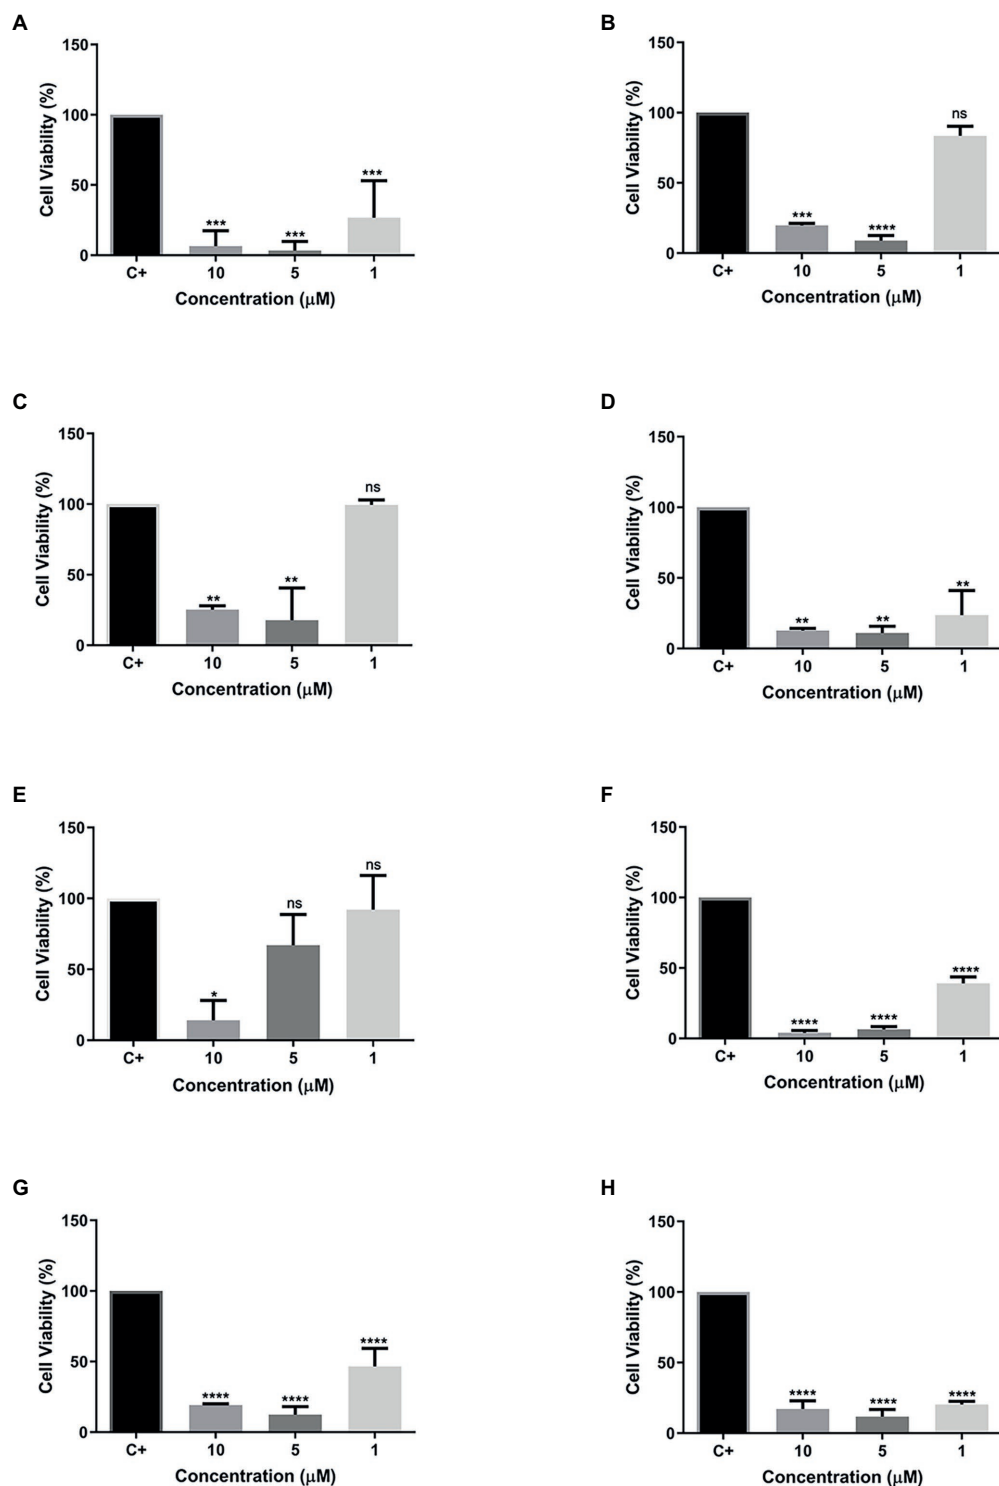 A
150
100
50
0
Cell Viability (%)
***
***
***
C+ 10 5 1
Concentration (μM)
B
150
100
50
0
Cell Viability (%)
***
****
ns
C+ 10 5 1
Concentration (μM)
C
150
100
50
0
Cell Viability (%)
**
**
ns
C+ 10 5 1
Concentration (μM)
D
150
100
50
0
Cell Viability (%)
**
**
**
C+ 10 5 1
Concentration (μM)
E
150
100
50
0
Cell Viability (%)
*
ns
ns
C+ 10 5 1
Concentration (μM)
F
150
100
50
0
Cell Viability (%)
****
****
****
C+ 10 5 1
Concentration (μM)
G
150
100
50
0
Cell Viability (%)
****
****
****
C+ 10 5 1
Concentration (μM)
H
150
100
50
0
Cell Viability (%)
****
****
****
C+ 10 5 1
Concentration (μM)